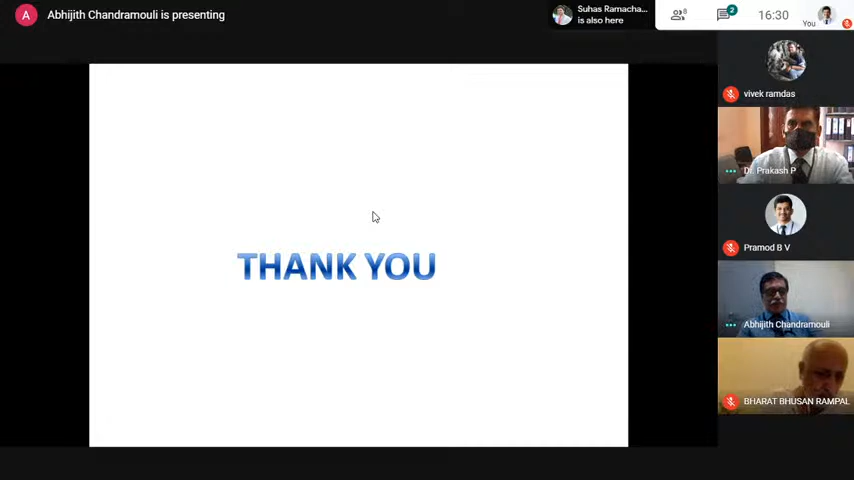 A
Abhijith Chandramouli is presenting
Suhas Ramacha...
is also here
8
2
16:30
You
vivek ramdas
Dr. Prakash P
Pramod B V
Abhijith Chandramouli
BHARAT BHUSAN RAMPAL
THANK YOU